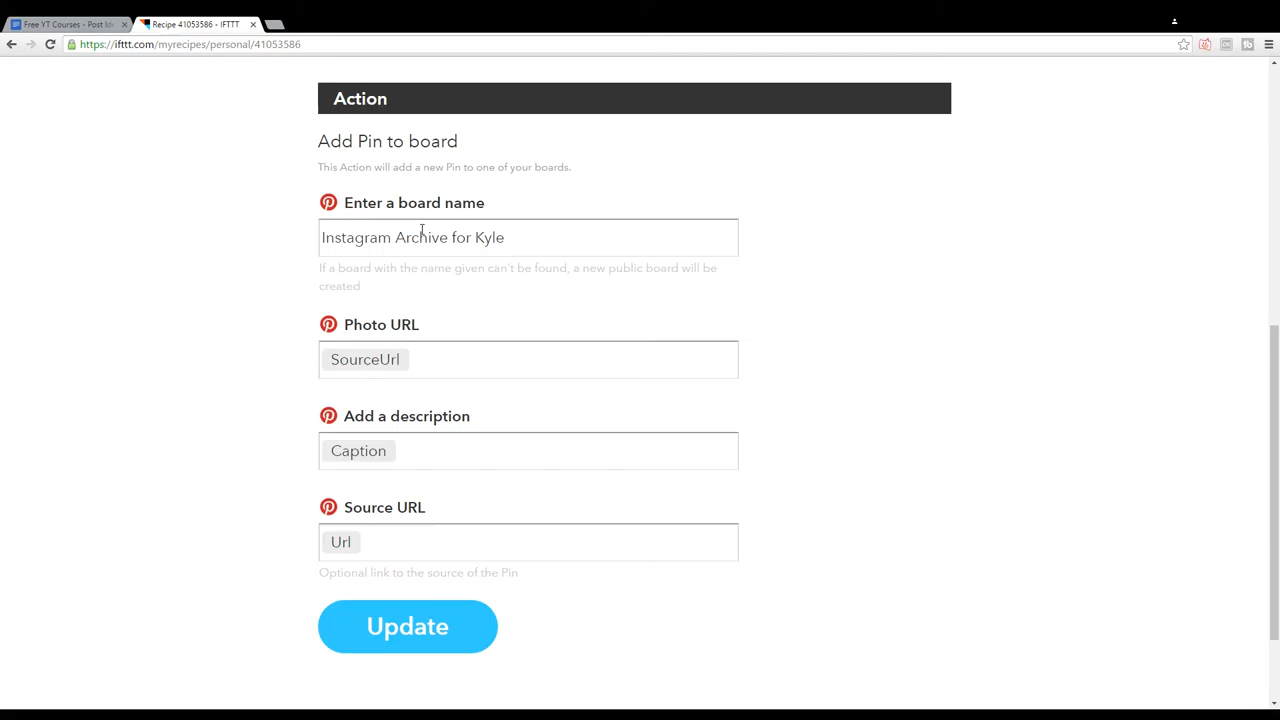 Free YT Courses - Post Ide
Recipe 41053586 - IFTTT
https://ifttt.com/myrecipes/personal/41053586
Action
Add Pin to board
This Action will add a new Pin to one of your boards.
Enter a board name
Instagram Archive for Kyle
If a board with the name given can't be found, a new public board will be
created
Photo URL
SourceUrl
Add a description
Caption
Source URL
Url
Optional link to the source of the Pin
Update